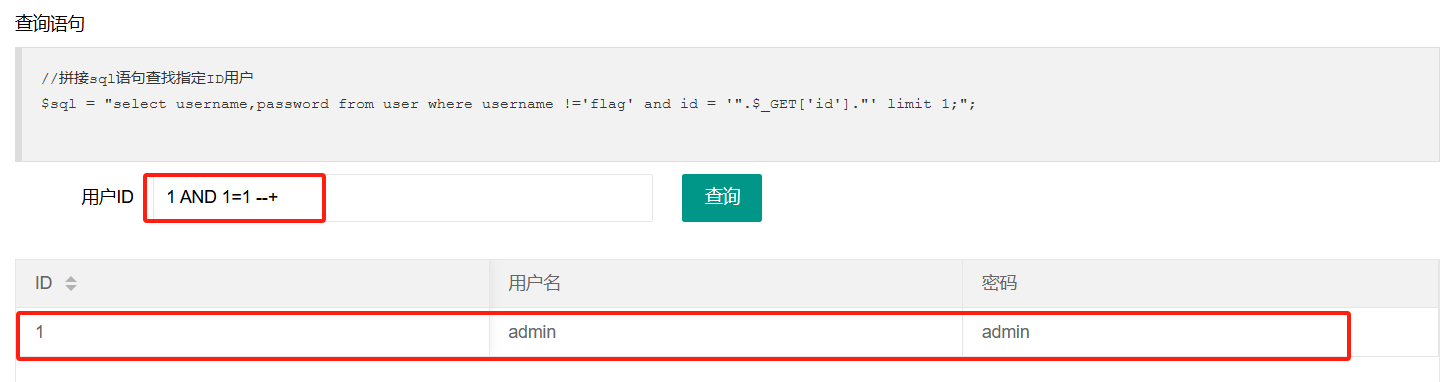 查询语句
//拼接sql语句查找指定ID用户
$sql = "select username,password from user where username !='flag' and id = '".$_GET['id']."' limit 1;";
用户ID 1 AND 1=1 --+ 查询
ID 用户名 密码
1 admin admin